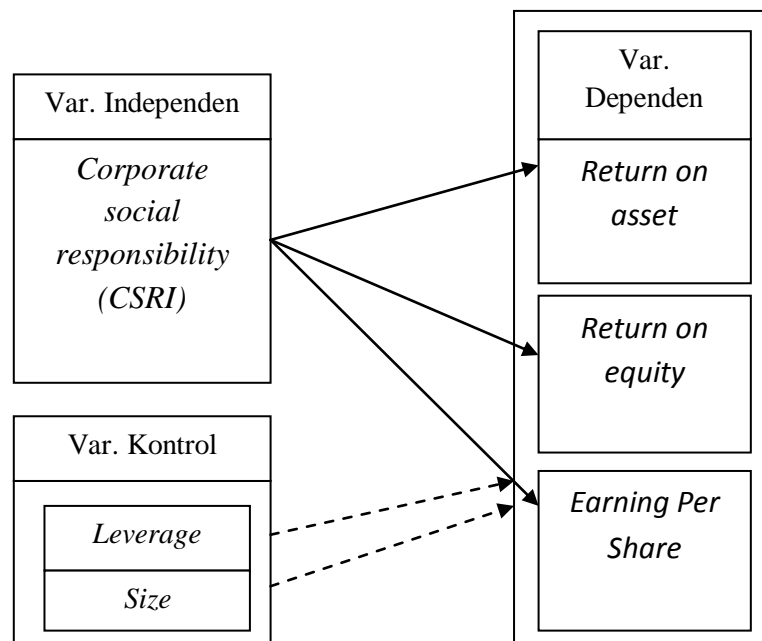 Var. Independen
Corporate
social
responsibility
(CSRI)
Var. Kontrol
Leverage
Size
Var.
Dependen
Return on
asset
Return on
equity
Earning Per
Share